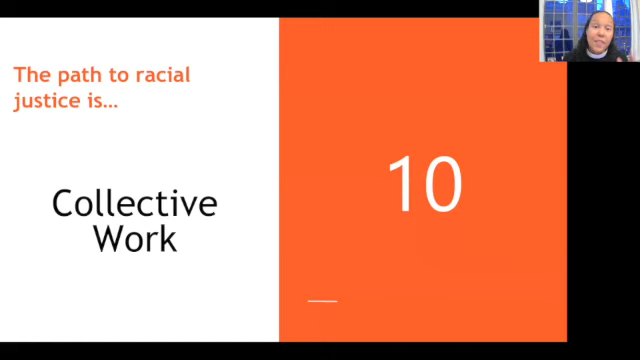 The path to racial
justice is...
Collective
Work
10